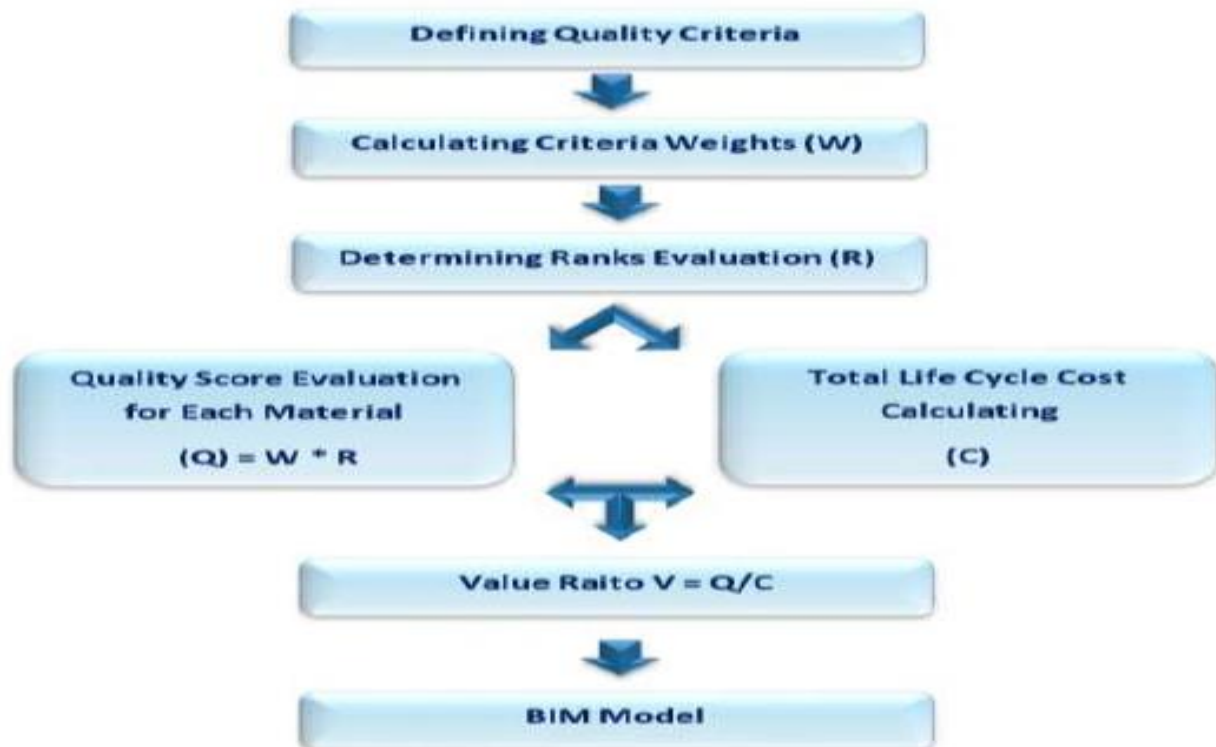 Defining Quality Criteria
Calculating Criteria Weights (W)
Determining Ranks Evaluation (R)
Quality Score Evaluation
for Each Material
(Q) = W * R
Total Life Cycle Cost
Calculating
(C)
Value Raito V = Q/C
BIM Model